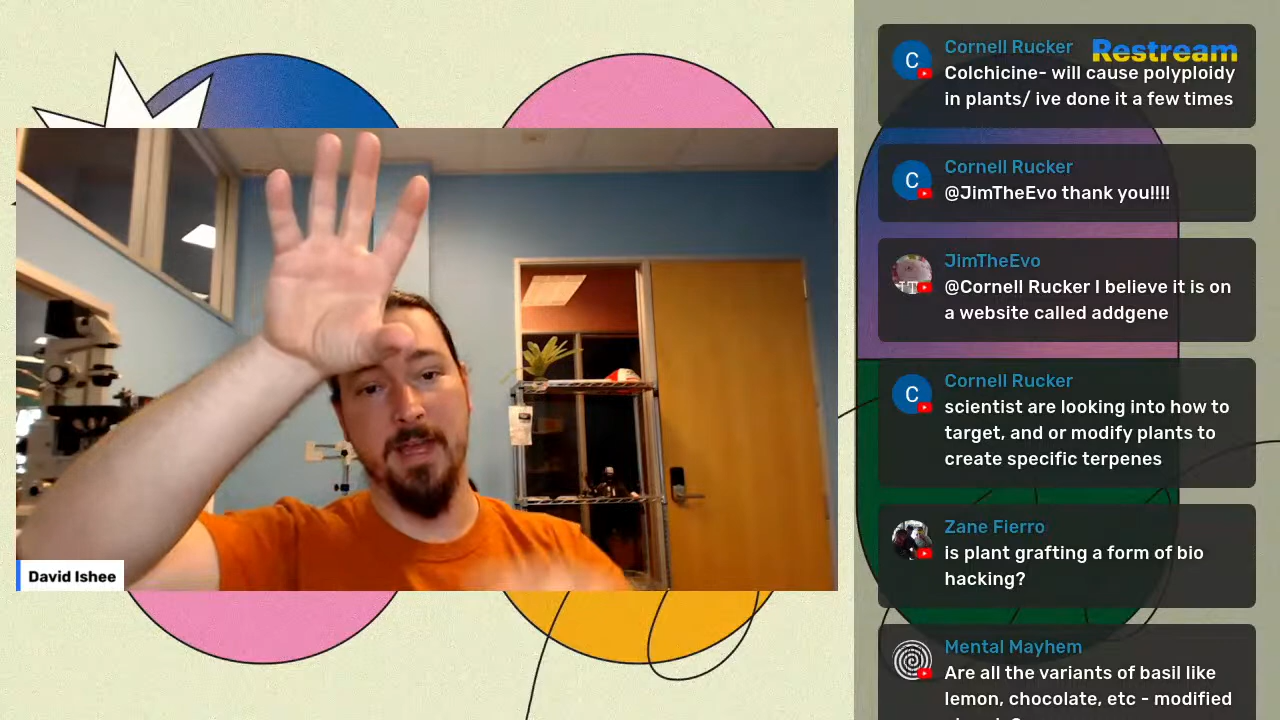 Restream
Cornell Rucker
Colchicine- will cause polyploidy
in plants/ ive done it a few times
Cornell Rucker
@JimTheEvo thank you!!!!
JimTheEvo
@Cornell Rucker I believe it is on
a website called addgene
Cornell Rucker
scientist are looking into how to
target, and or modify plants to
create specific terpenes
Zane Fierro
is plant grafting a form of bio
hacking?
Mental Mayhem
Are all the variants of basil like
lemon, chocolate, etc - modified
David Ishee
C
C
C